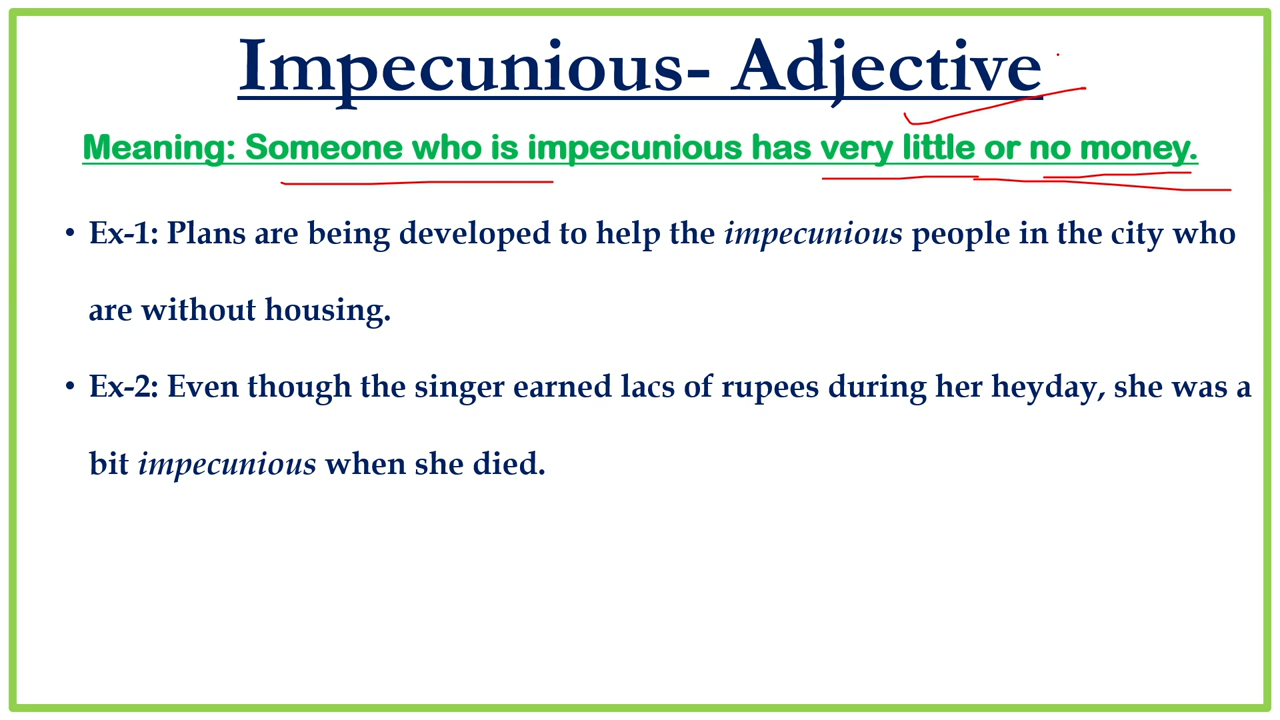 Impecunious- Adjective
Meaning: Someone who is impecunious has very little or no money.
• Ex-1: Plans are being developed to help the impecunious people in the city who
are without housing.
• Ex-2: Even though the singer earned lacs of rupees during her heyday, she was a
bit impecunious when she died.